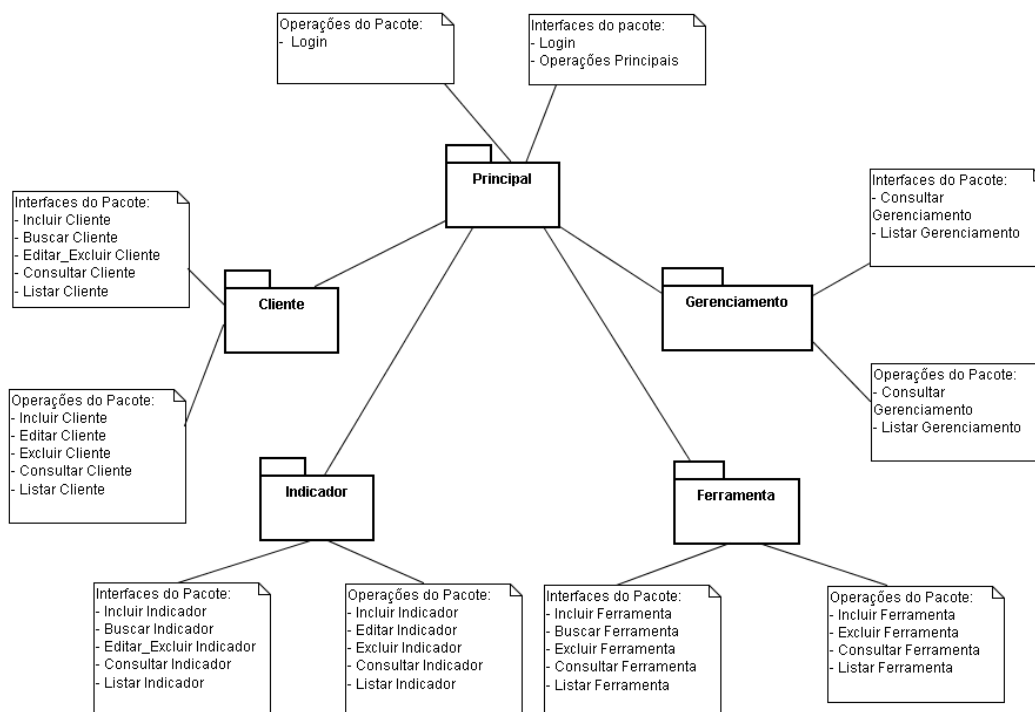 Operações do Pacote:
- Login
Interfaces do pacote:
- Login
- Operações Principais
Principal
Interfaces do Pacote:
- Incluir Cliente
- Buscar Cliente
- Editar_Excluir Cliente
- Consultar Cliente
- Listar Cliente
Cliente
Interfaces do Pacote:
- Consultar
Gerenciamento
- Listar Gerenciamento
Gerenciamento
Operações do Pacote:
- Incluir Cliente
- Editar Cliente
- Excluir Cliente
- Consultar Cliente
- Listar Cliente
Operações do Pacote:
- Consultar
Gerenciamento
- Listar Gerenciamento
Indicador
Ferramenta
Interfaces do Pacote:
- Incluir Indicador
- Buscar Indicador
- Editar_Excluir Indicador
- Consultar Indicador
- Listar Indicador
Operações do Pacote:
- Incluir Indicador
- Editar Indicador
- Excluir Indicador
- Consultar Indicador
- Listar Indicador
Interfaces do Pacote:
- Incluir Ferramenta
- Buscar Ferramenta
- Excluir Ferramenta
- Consultar Ferramenta
- Listar Ferramenta
Operações do Pacote:
- Incluir Ferramenta
- Excluir Ferramenta
- Consultar Ferramenta
- Listar Ferramenta